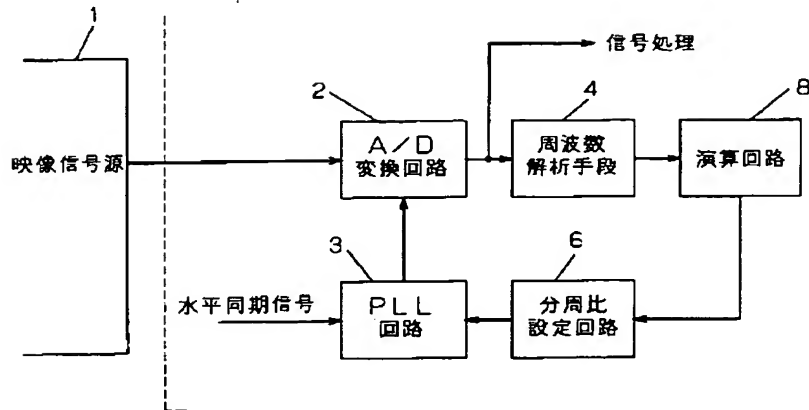 1
信号処理
2
4
8
映像信号源
A/D
変換回路
周波数
解析手段
演算回路
3
6
水平同期信号
PLL
回路
分周比
設定回路